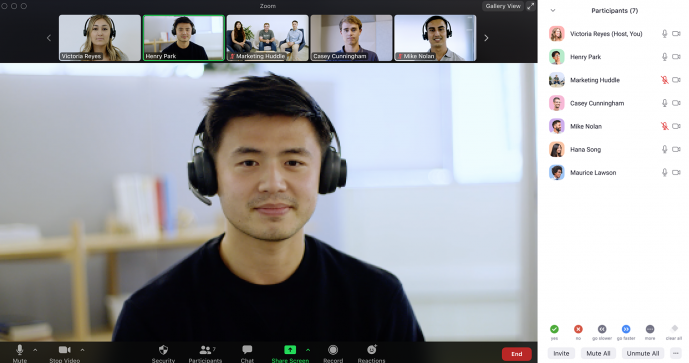 Zoom
Gallery View
Participants (7)
Victoria Reyes
Henry Park
Marketing Huddle
Casey Cunningham
Mike Nolan
Victoria Reyes (Host, You)
Henry Park
Marketing Huddle
Casey Cunningham
Mike Nolan
Hana Song
Maurice Lawson
yes
no
go slower
go faster
more
clear all
Invite
Mute All
Unmute All
Mute
Stop Video
Security
Participants
7
Chat
Share Screen
Record
Reactions
End